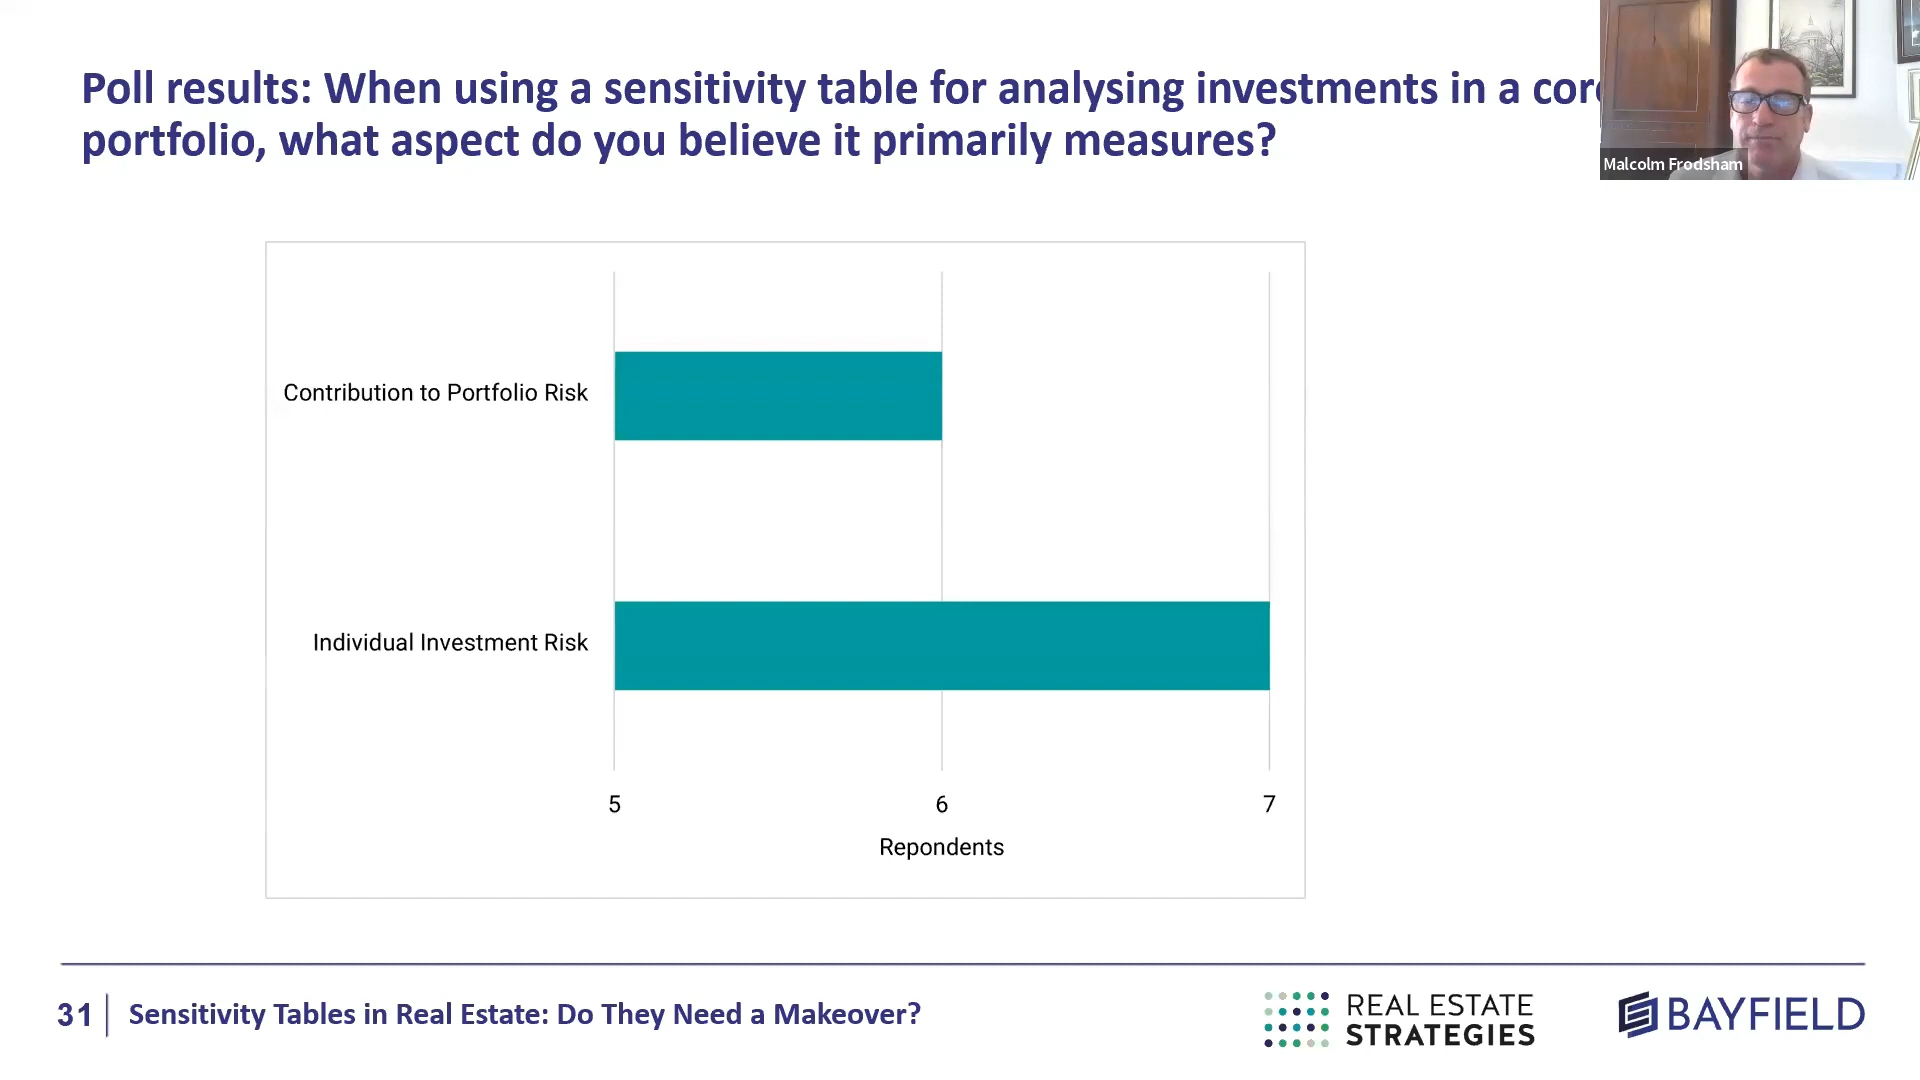 Poll results: When using a sensitivity table for analysing investments in a cor
portfolio, what aspect do you believe it primarily measures?
Malcolm Frodsham
Contribution to Portfolio Risk
Individual Investment Risk
5 6 7
Repondents
31 Sensitivity Tables in Real Estate: Do They Need a Makeover?
REAL ESTATE
STRATEGIES
BAYFIELD